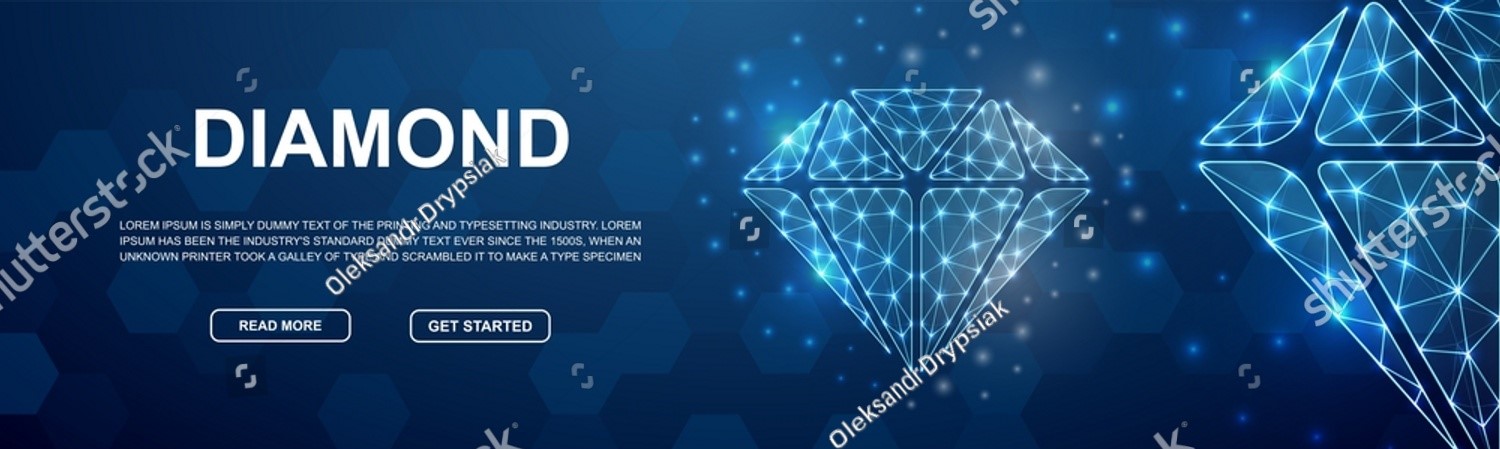 DIAMOND
LOREM IPSUM IS SIMPLY DUMMY TEXT OF THE PRINTING AND TYPESETTING INDUSTRY. LOREM
IPSUM HAS BEEN THE INDUSTRY'S STANDARD DUMMY TEXT EVER SINCE THE 1500S, WHEN AN
UNKNOWN PRINTER TOOK A GALLEY OF TYPE AND SCRAMBLED IT TO MAKE A TYPE SPECIMEN
READ MORE
GET STARTED
shutterstock
Oleksandr Drypsiak
Oleksandr Drypsiak
shutterstock